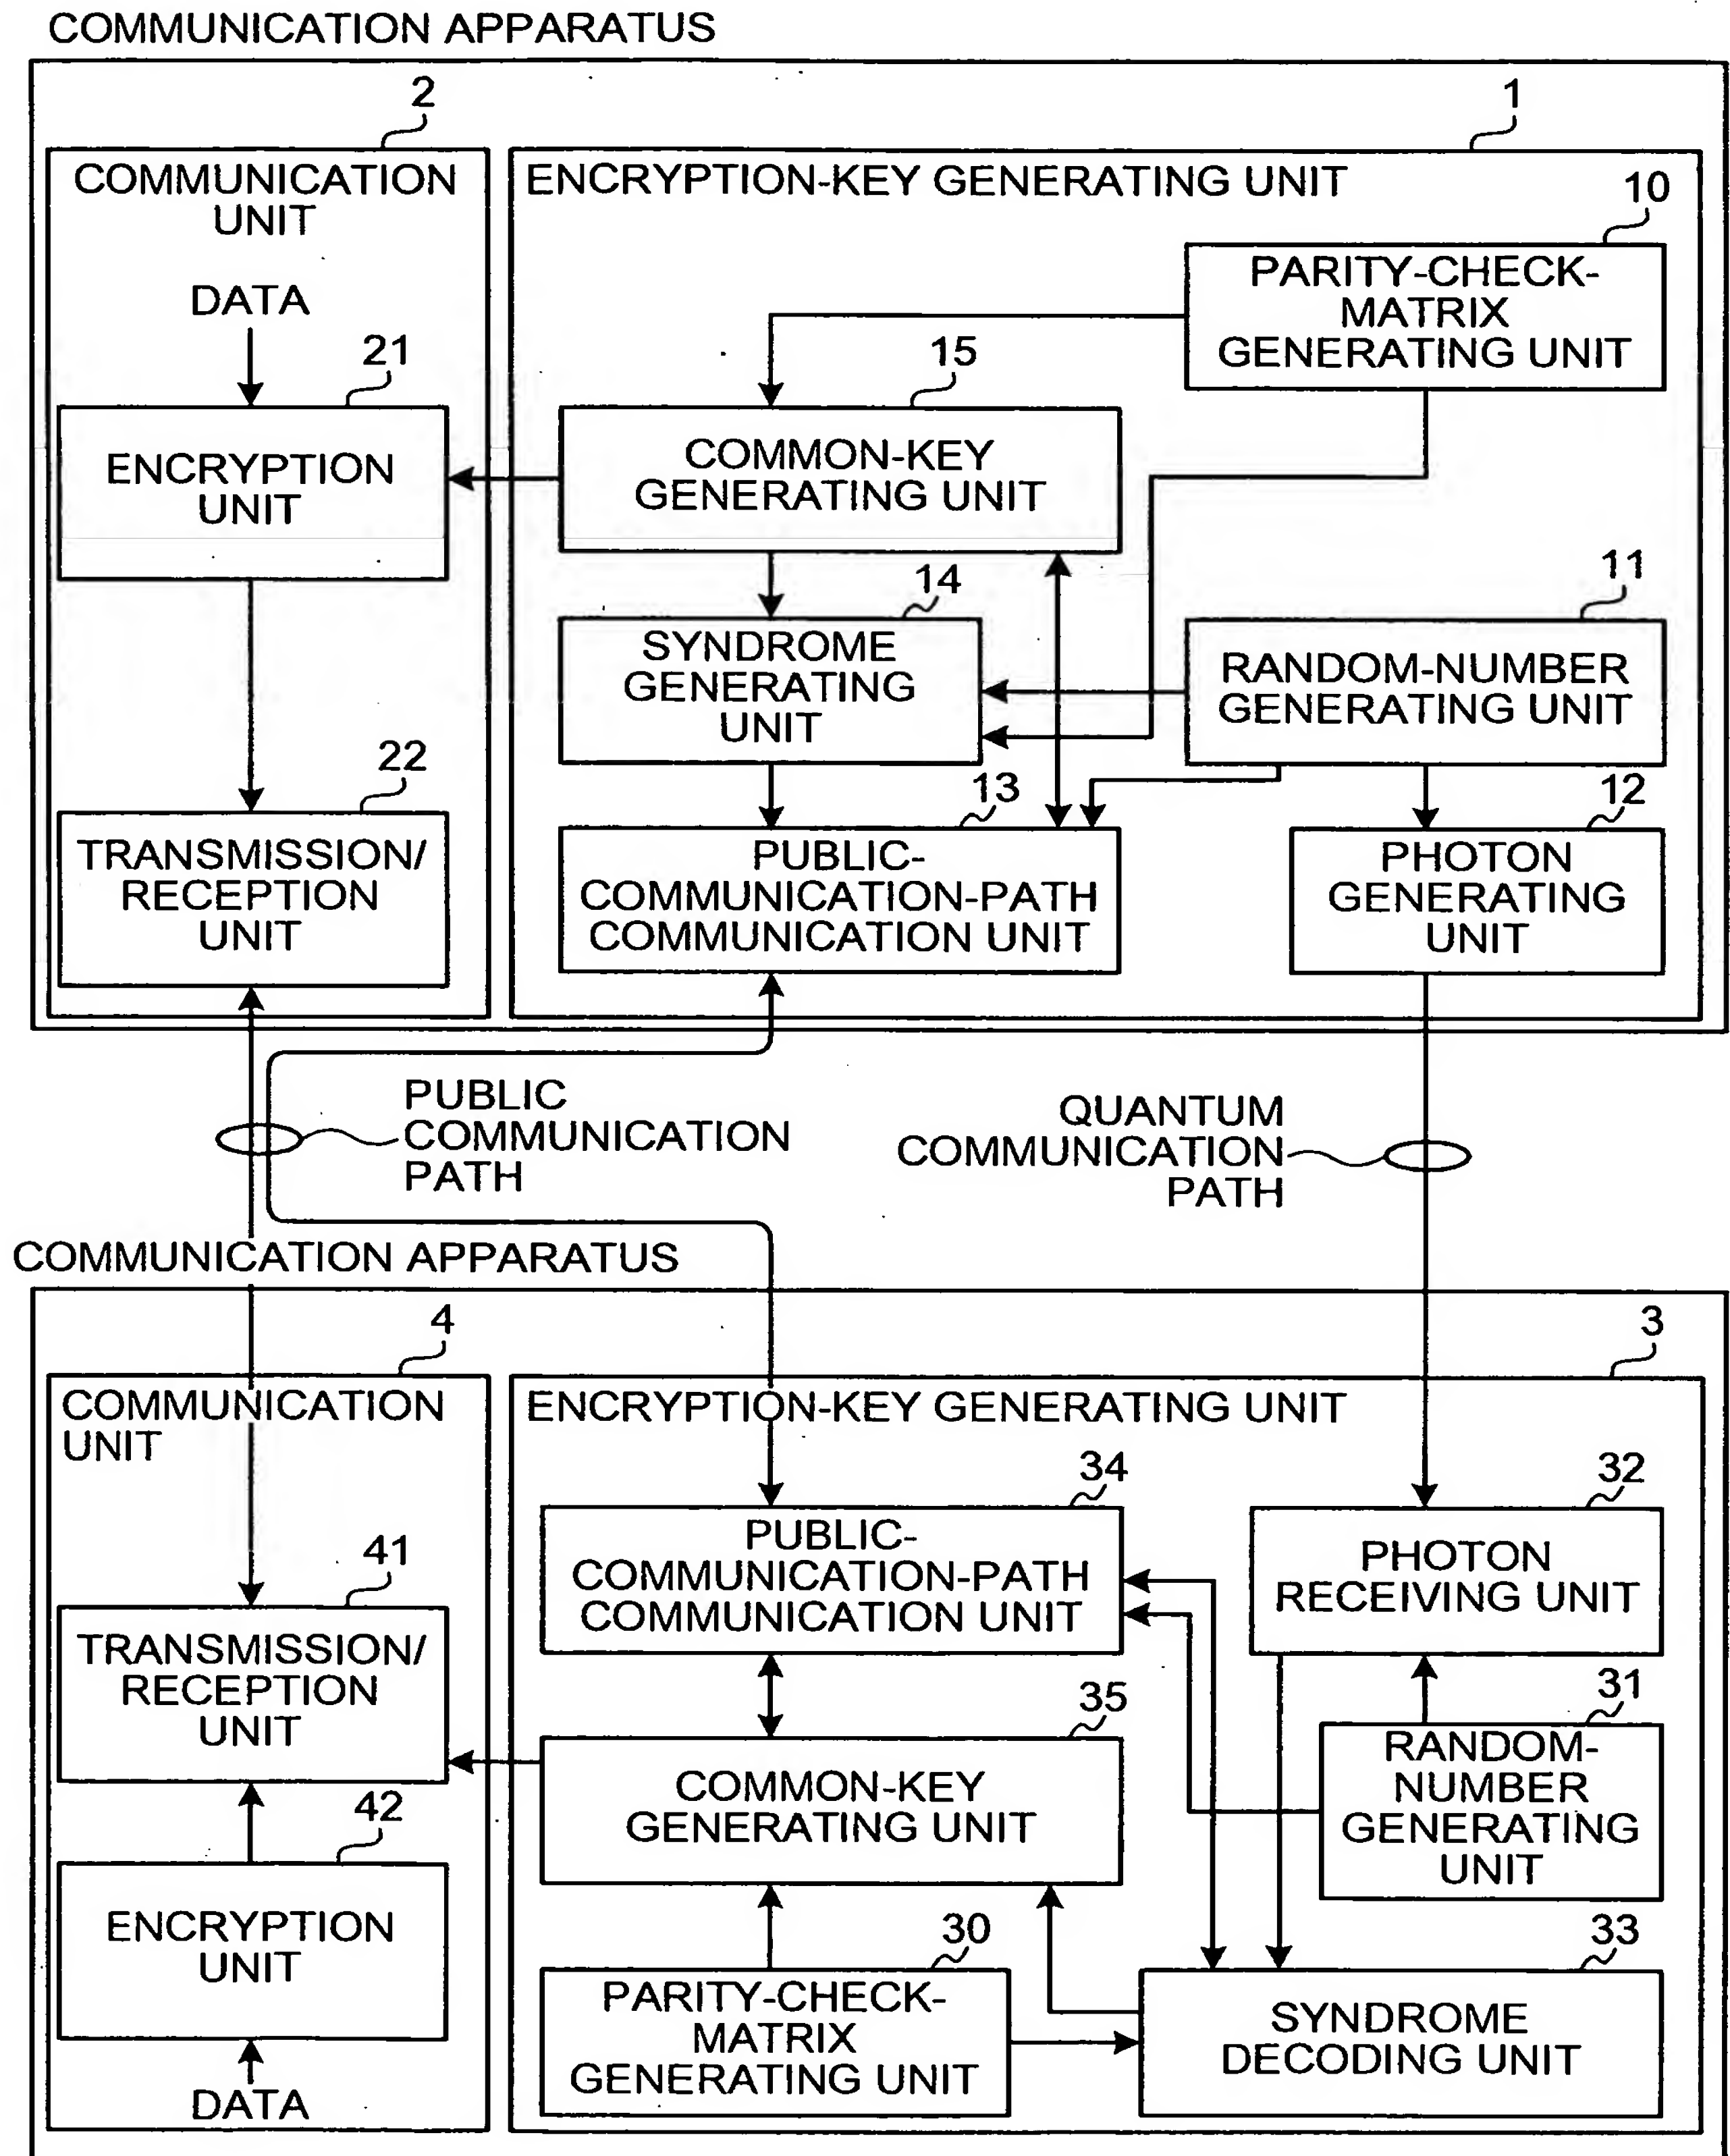 COMMUNICATION APPARATUS
2
1
COMMUNICATION
UNIT
ENCRYPTION-KEY GENERATING UNIT
10
PARITY-CHECK-
MATRIX
GENERATING UNIT
DATA
21
15
ENCRYPTION
UNIT
COMMON-KEY
GENERATING UNIT
14
11
SYNDROME
GENERATING
UNIT
RANDOM-NUMBER
GENERATING UNIT
22
13
12
TRANSMISSION/
RECEPTION
UNIT
PUBLIC-
COMMUNICATION-PATH
COMMUNICATION UNIT
PHOTON
GENERATING
UNIT
PUBLIC
COMMUNICATION
PATH
QUANTUM
COMMUNICATION
PATH
COMMUNICATION APPARATUS
4
3
COMMUNICATION
UNIT
ENCRYPTION-KEY GENERATING UNIT
34
32
PUBLIC-
COMMUNICATION-PATH
COMMUNICATION UNIT
PHOTON
RECEIVING UNIT
41
TRANSMISSION/
RECEPTION
UNIT
35
31
COMMON-KEY
GENERATING UNIT
RANDOM-
NUMBER
GENERATING
UNIT
42
ENCRYPTION
UNIT
30
33
PARITY-CHECK-
MATRIX
GENERATING UNIT
SYNDROME
DECODING UNIT
DATA